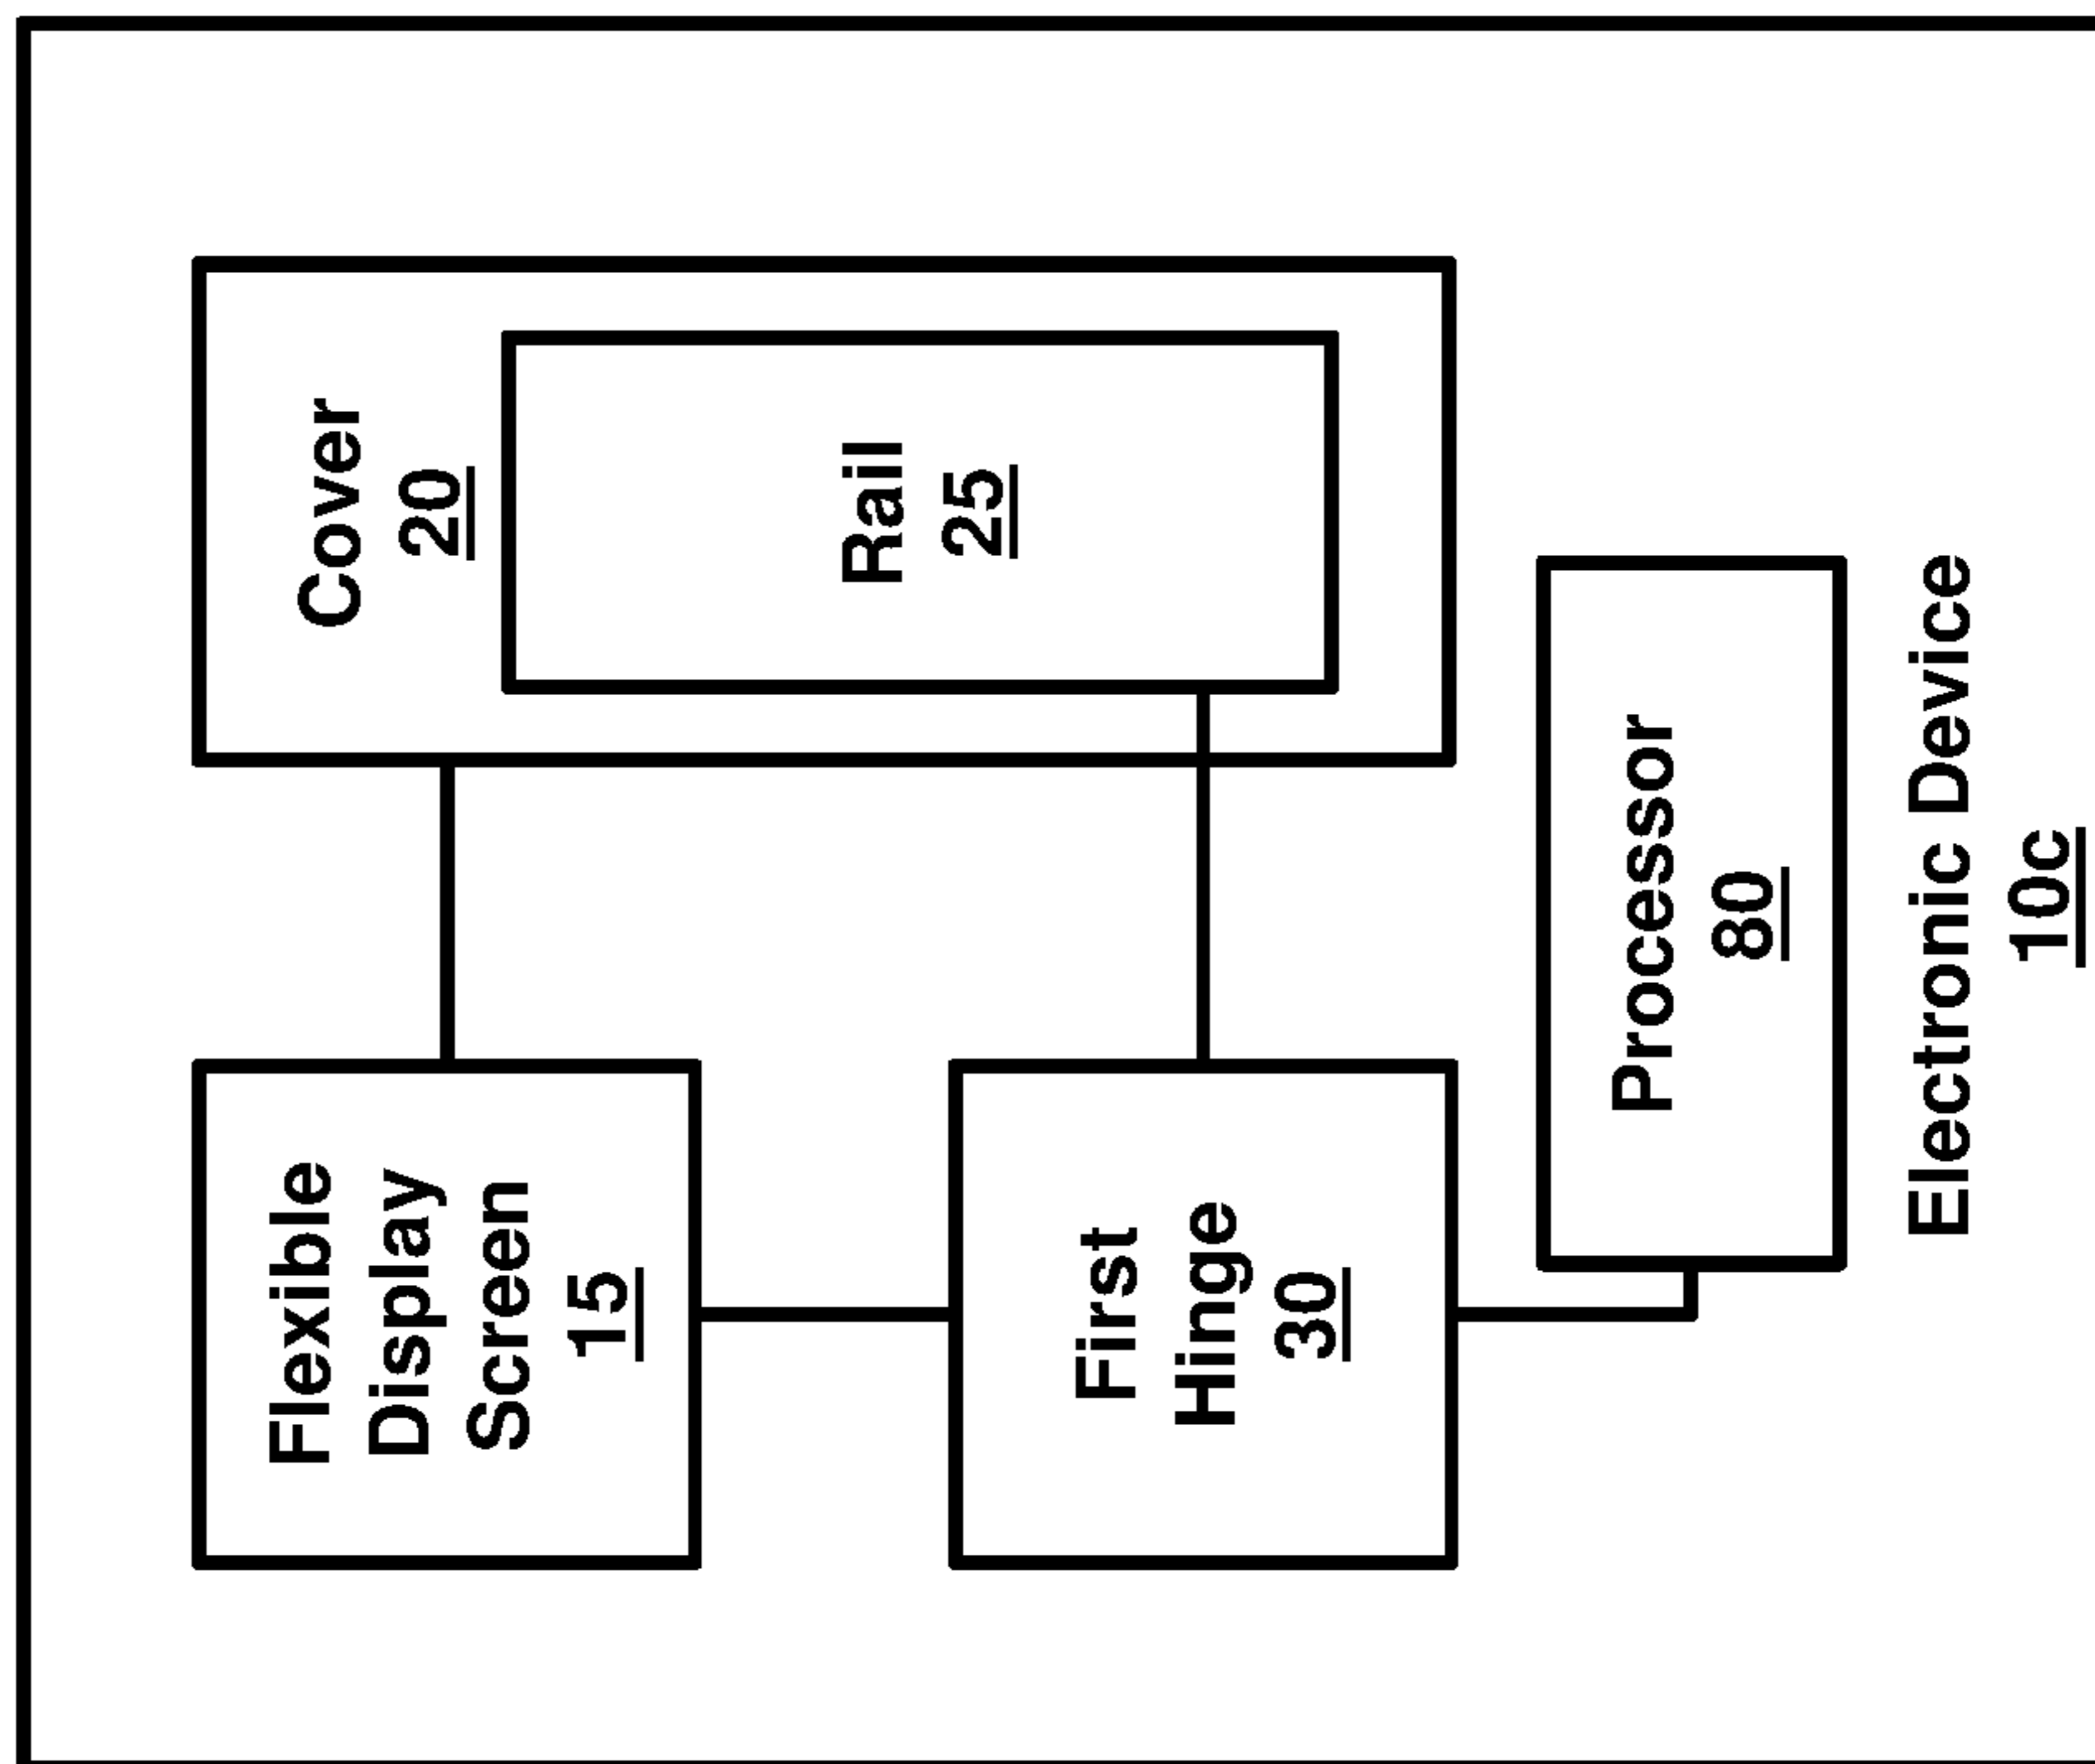 Flexible
Display
Screen
15
Cover
20
Rail
25
First
Hinge
30
Processor
80
Electronic Device
10c